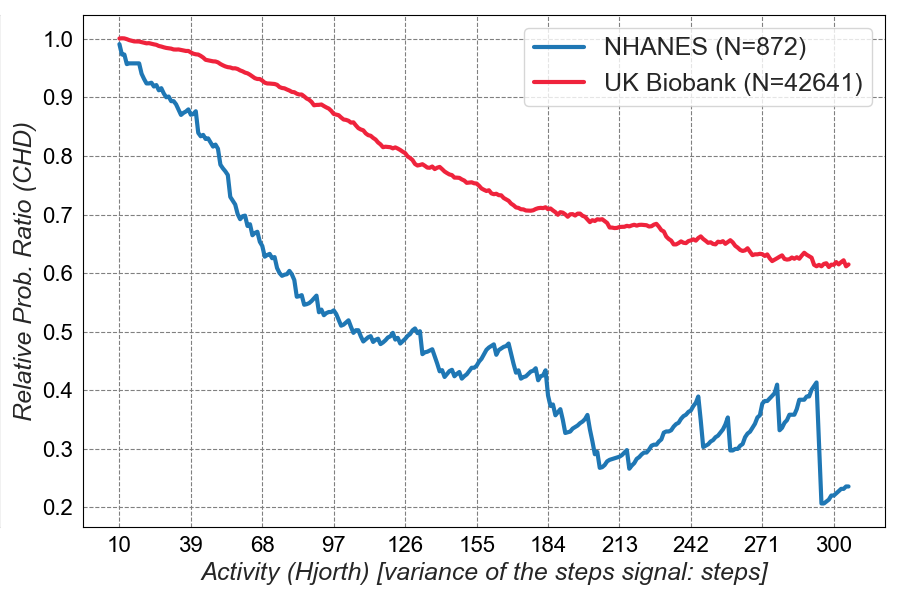 NHANES (N=872)
UK Biobank (N=42641)
Relative Prob. Ratio (CHD)
1.0
0.9
0.8
0.7
0.6
0.5
0.4
0.3
0.2
10 39 68 97 126 155 184 213 242 271 300
Activity (Hjorth) [variance of the steps signal: steps]